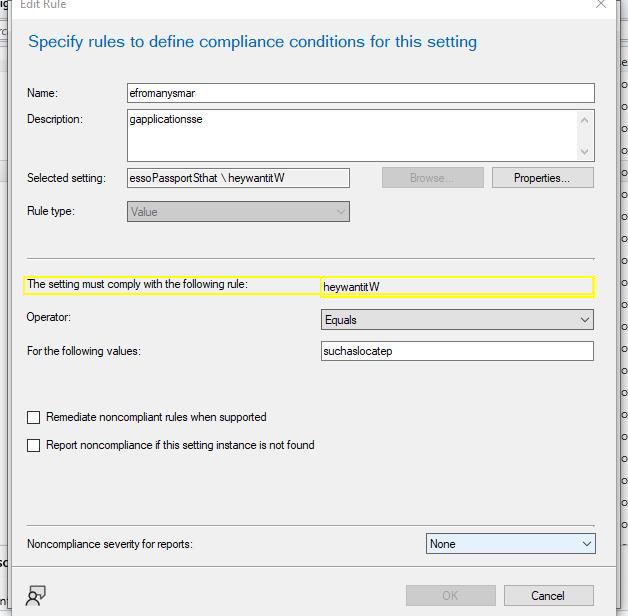 Edit Rule
Specify rules to define compliance conditions for this setting
Name:
efromanysmar
Description:
gapplicationsse
Selected setting:
essoPassportSthat \ heywantitW
Browse...
Properties...
Rule type:
Value
The setting must comply with the following rule:
heywantitW
Operator:
Equals
For the following values:
suchaslocatep
Remediate noncompliant rules when supported
Report noncompliance if this setting instance is not found
Noncompliance severity for reports:
None
OK
Cancel